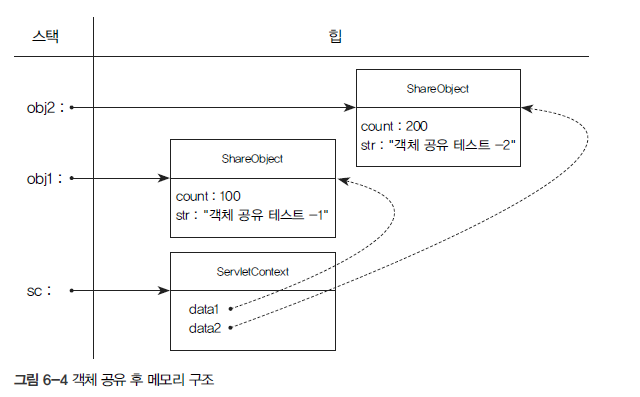 스택
힙
obj2 :
ShareObject
count : 200
str : "객체 공유 테스트 -2"
obj1 :
ShareObject
count : 100
str : "객체 공유 테스트 -1"
sc :
ServletContext
data1
data2
그림 6-4 객체 공유 후 메모리 구조